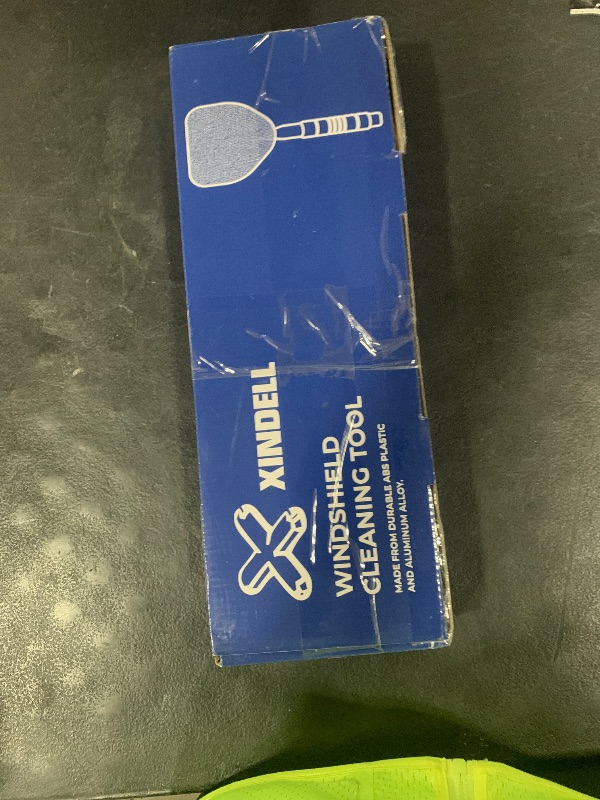 XINDELL
WINDSHIELD
CLEANING TOOL
MADE FROM DURABLE ABS PLASTIC
AND ALUMINUM ALLOY.